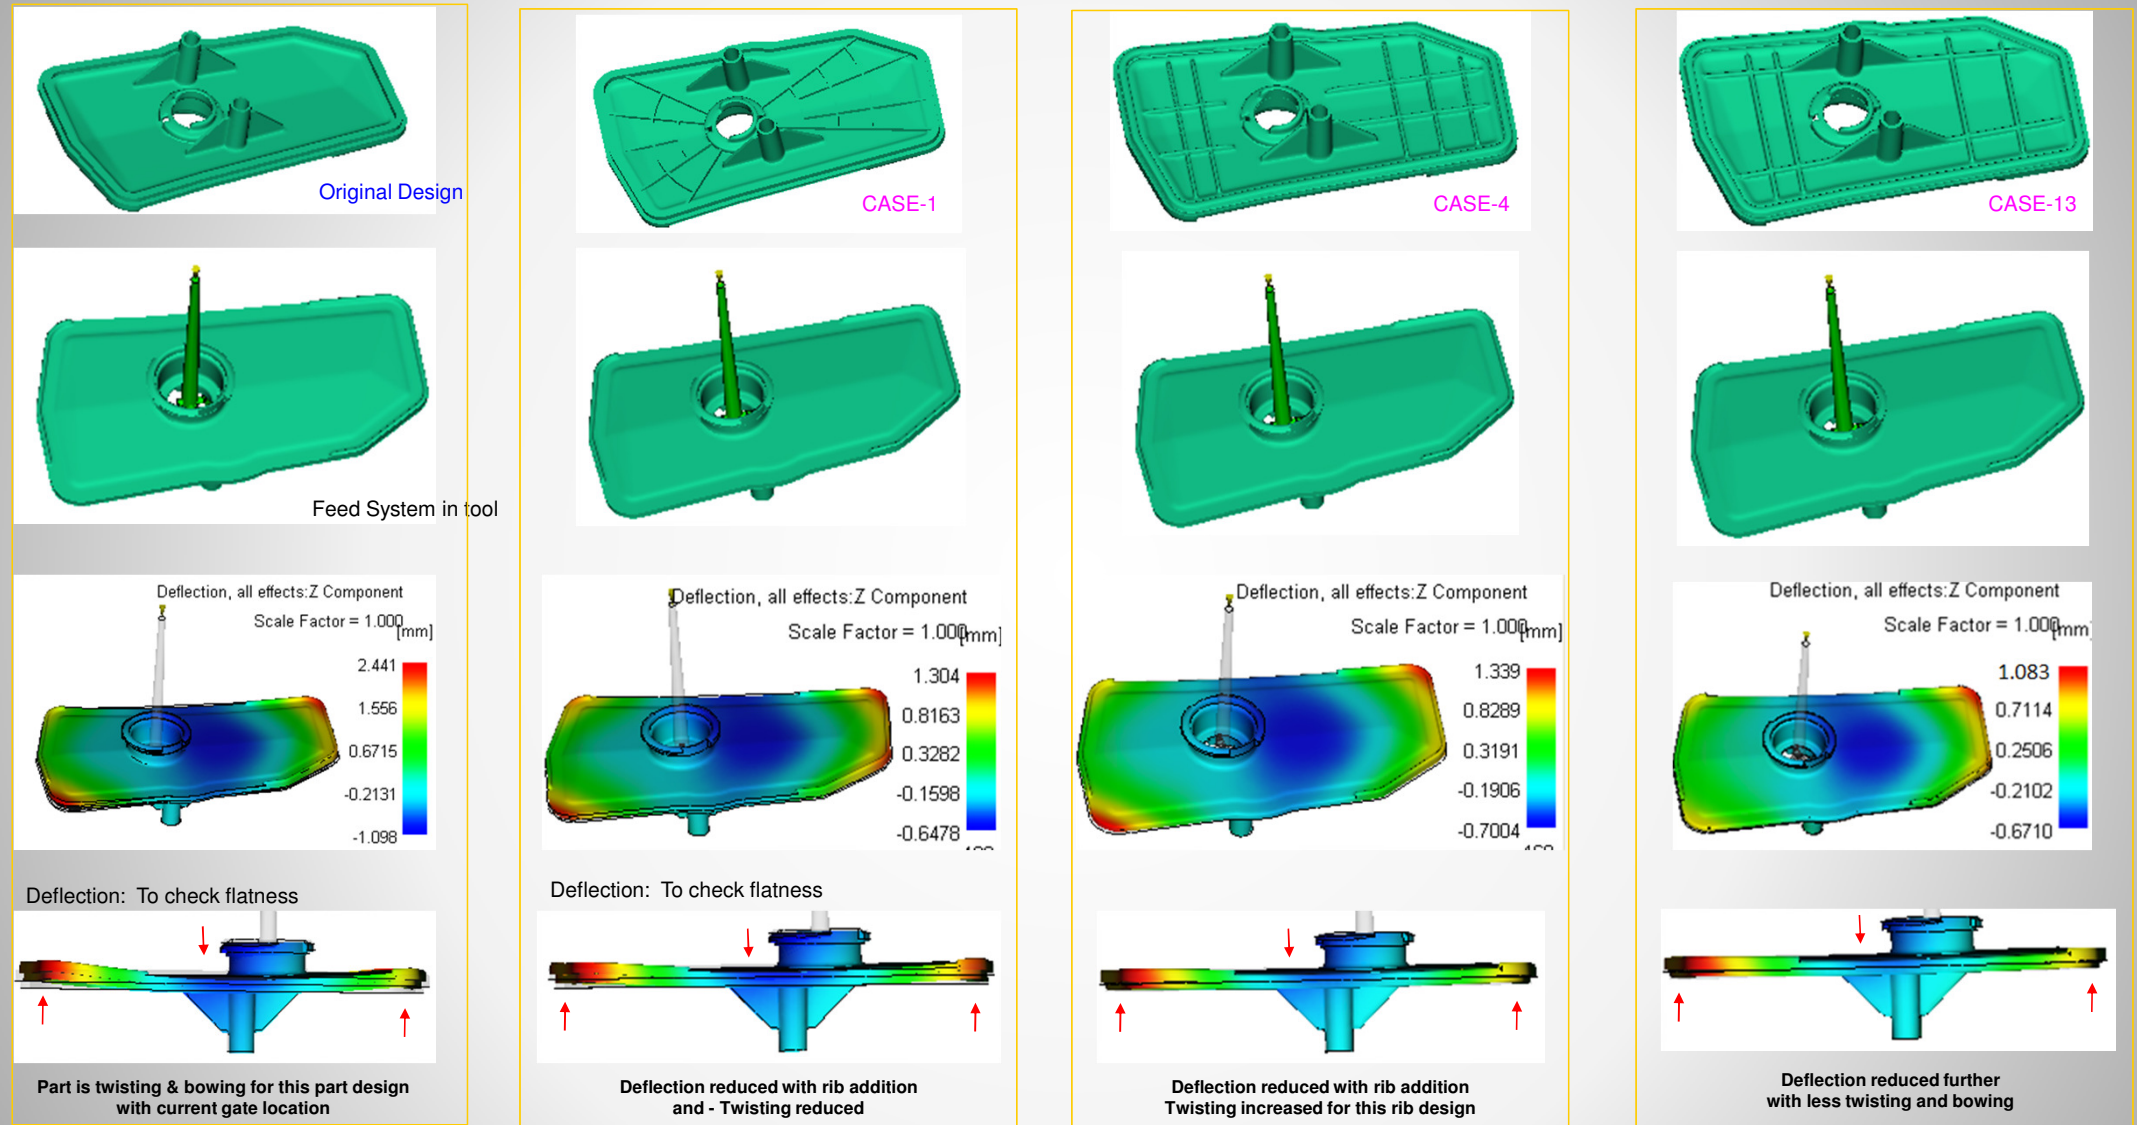 Original Design
CASE-1
CASE-4
CASE-13
Feed System in tool
Deflection, all effects:Z Component
Scale Factor = 1.000
[mm]
2.441
1.556
0.6715
-0.2131
-1.098
Deflection, all effects:Z Component
Scale Factor = 1.000
[mm]
1.304
0.8163
0.3282
-0.1598
-0.6478
Deflection, all effects:Z Component
Scale Factor = 1.000
[mm]
1.339
0.8289
0.3191
-0.1906
-0.7004
Deflection, all effects:Z Component
Scale Factor = 1.000
[mm
1.083
0.7114
0.2506
-0.2102
-0.6710
Deflection:  To check flatness
Deflection:  To check flatness
Part is twisting & bowing for this part design
with current gate location
Deflection reduced with rib addition
and - Twisting reduced
Deflection reduced with rib addition
Twisting increased for this rib design
Deflection reduced further
with less twisting and bowing